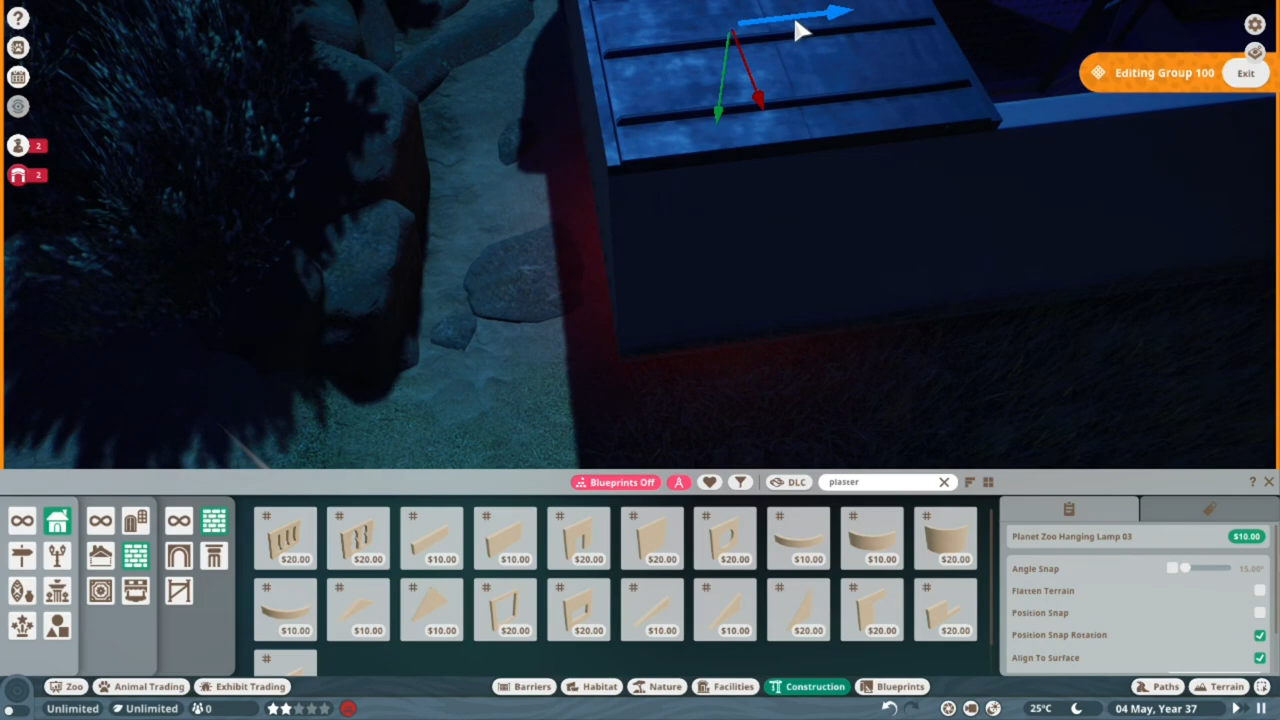 ?
Editing Group 100
Exit
2
2
Blueprints Off
DLC
plaster
?
# $20.00
# $20.00
# $10.00
# $10.00
# $20.00
# $20.00
# $20.00
# $10.00
# $10.00
# $20.00
# $10.00
# $10.00
# $10.00
# $20.00
# $20.00
# $10.00
# $10.00
# $20.00
# $20.00
# $20.00
#
Planet Zoo Hanging Lamp 03 $10.00
Angle Snap 15.00°
Flatten Terrain
Position Snap
Position Snap Rotation
Align To Surface
Zoo
Animal Trading
Exhibit Trading
Barriers
Habitat
Nature
Facilities
Construction
Blueprints
Paths
Terrain
Unlimited
Unlimited
0
25°C
04 May, Year 37